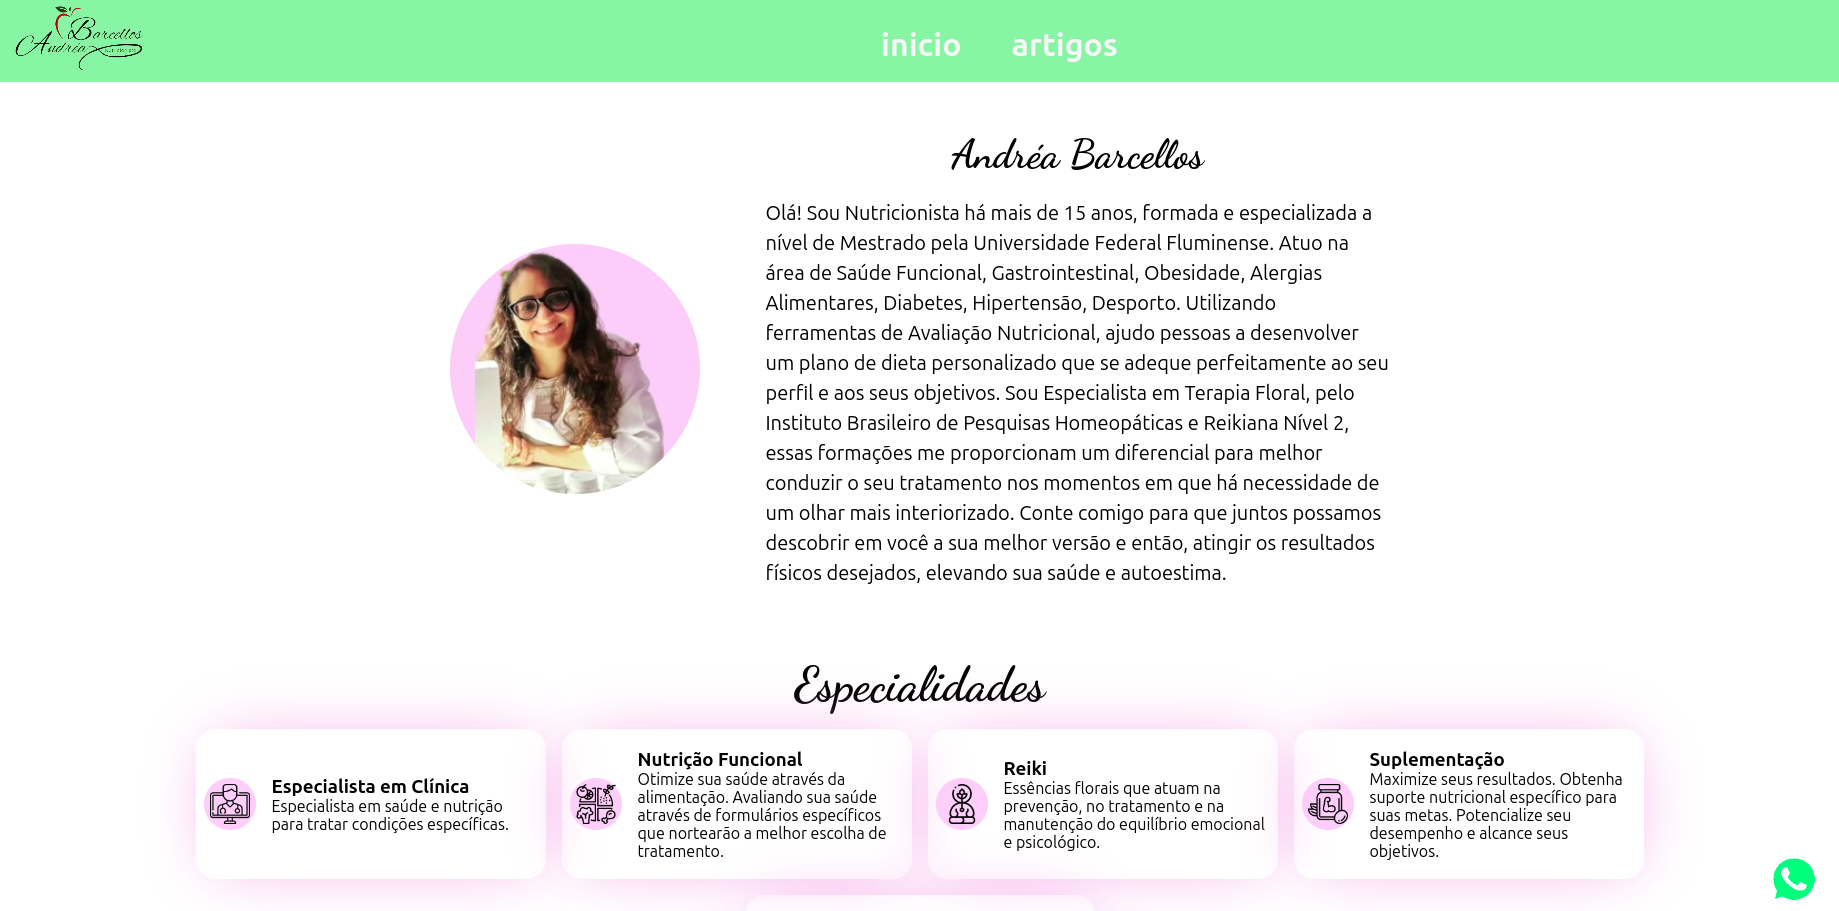 Andréa Barcellos
inicio artigos
Andréa Barcellos
Olá! Sou Nutricionista há mais de 15 anos, formada e especializada a
nível de Mestrado pela Universidade Federal Fluminense. Atuo na
área de Saúde Funcional, Gastrointestinal, Obesidade, Alergias
Alimentares, Diabetes, Hipertensão, Desporto. Utilizando
ferramentas de Avaliação Nutricional, ajudo pessoas a desenvolver
um plano de dieta personalizado que se adeque perfeitamente ao seu
perfil e aos seus objetivos. Sou Especialista em Terapia Floral, pelo
Instituto Brasileiro de Pesquisas Homeopáticas e Reikiana Nível 2,
essas formações me proporcionam um diferencial para melhor
conduzir o seu tratamento nos momentos em que há necessidade de
um olhar mais interiorizado. Conte comigo para que juntos possamos
descobrir em você a sua melhor versão e então, atingir os resultados
físicos desejados, elevando sua saúde e autoestima.
Especialidades
Especialista em Clínica
Especialista em saúde e nutrição
para tratar condições específicas.
Nutrição Funcional
Otimize sua saúde através da
alimentação. Avaliando sua saúde
através de formulários específicos
que nortearão a melhor escolha de
tratamento.
Reiki
Essências florais que atuam na
prevenção, no tratamento e na
manutenção do equilíbrio emocional
e psicológico.
Suplementação
Maximize seus resultados. Obtenha
suporte nutricional específico para
suas metas. Potencialize seu
desempenho e alcance seus
objetivos.